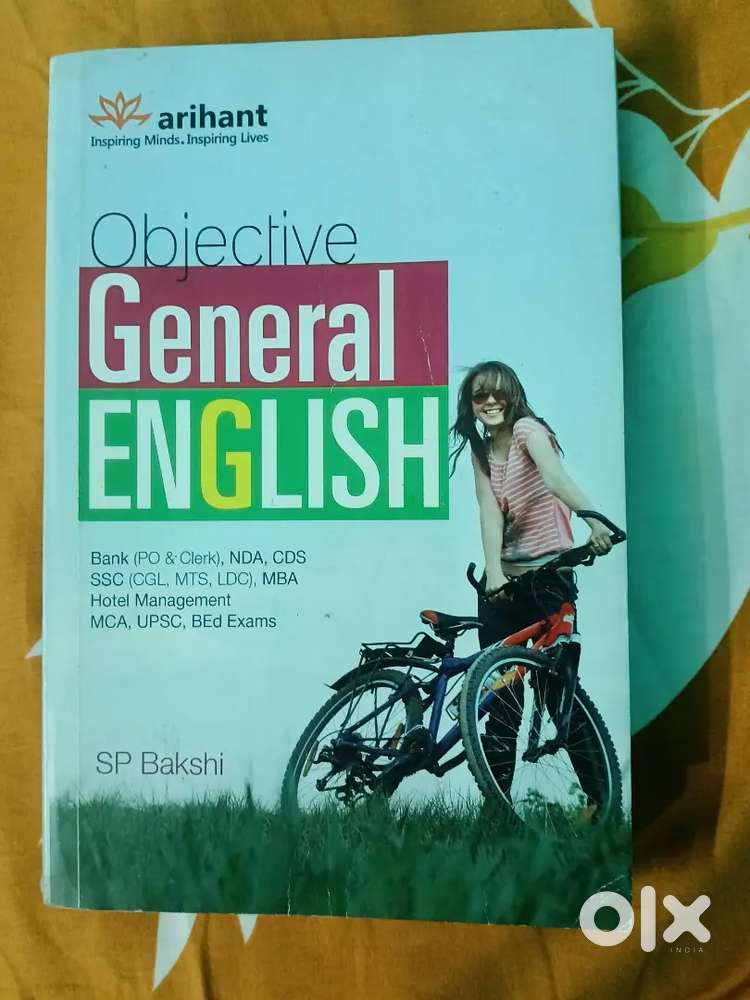 arihant
Inspiring Minds. Inspiring Lives
Objective
General
ENGLISH
Bank (PO & Clerk), NDA, CDS
SSC (CGL, MTS, LDC), MBA
Hotel Management
MCA, UPSC, BEd Exams
SP Bakshi
olx
INDIA